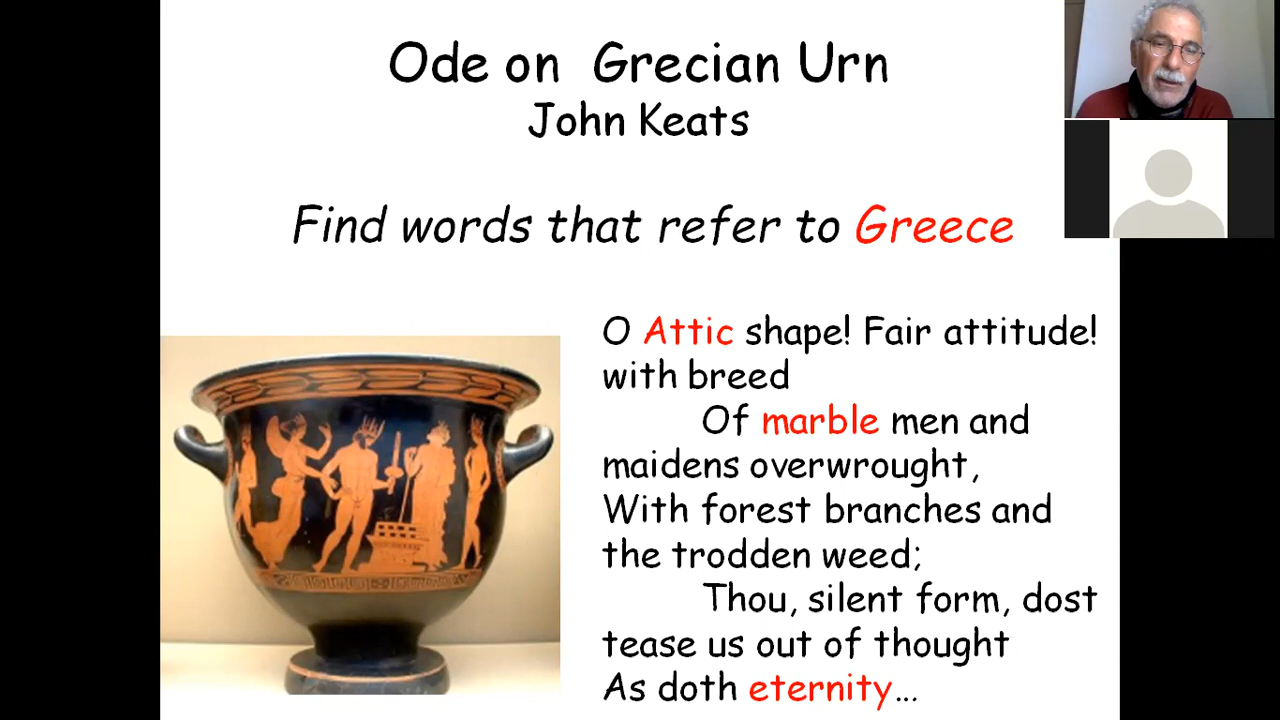 Ode on Grecian Urn
John Keats
Find words that refer to Greece
O Attic shape! Fair attitude!
with breed
Of marble men and
maidens overwrought,
With forest branches and
the trodden weed;
Thou, silent form, dost
tease us out of thought
As doth eternity...